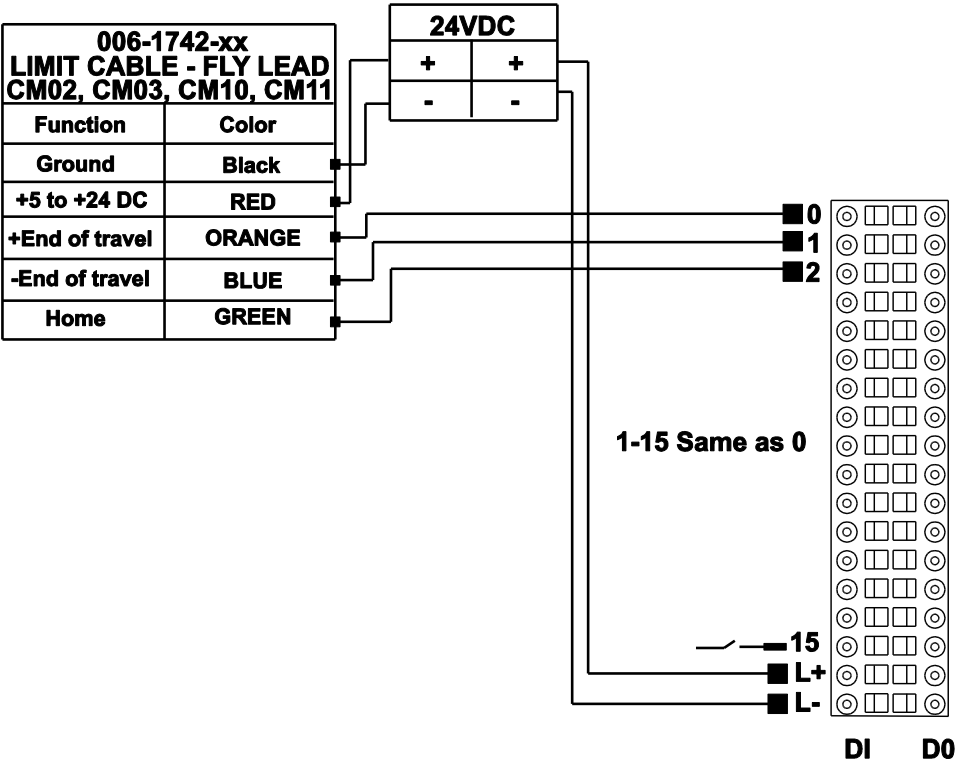 006-1742-xx
LIMIT CABLE - FLY LEAD
CM02, CM03, CM10, CM11
Function Color
Ground Black
+5 to +24 DC RED
+End of travel ORANGE
-End of travel BLUE
Home GREEN
24VDC
+ +
- -
0
1
2
1-15 Same as 0
15
L+
L-
DI D0